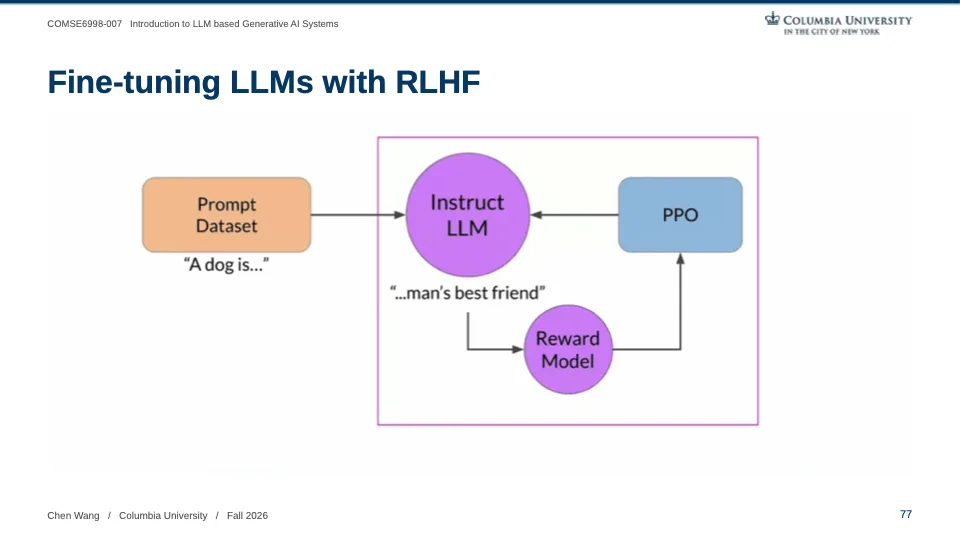 COMSE6998-007 Introduction to LLM based Generative AI Systems
COLUMBIA UNIVERSITY
IN THE CITY OF NEW YORK
Fine-tuning LLMs with RLHF
Prompt
Dataset
“A dog is...”
Instruct
LLM
“...man’s best friend”
PPO
Reward
Model
Chen Wang / Columbia University / Fall 2026
77